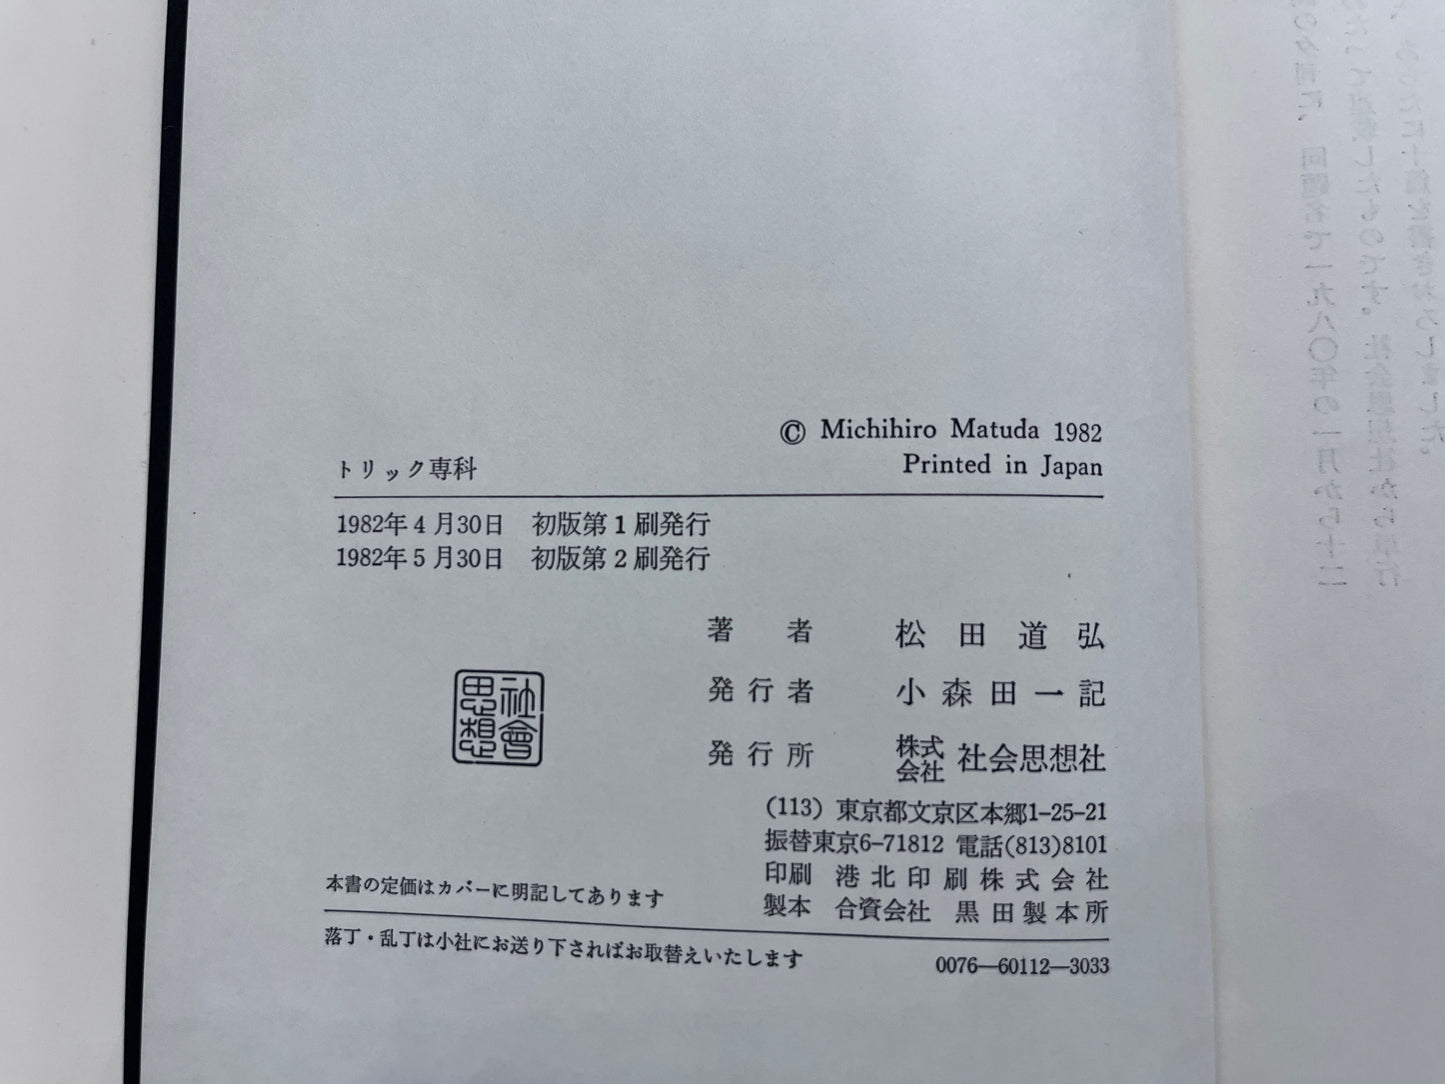 © Michihiro Matuda 1982
Printed in Japan
トリック専科
1982年4月30日 初版第1刷発行
1982年5月30日 初版第2刷発行
著者 松田道弘
発行者 小森田一記
発行所 株式会社 社会思想社
社會思想
(113) 東京都文京区本郷1-25-21
振替東京6-71812 電話(813)8101
印刷 港北印刷株式会社
製本 合資会社 黒田製本所
本書の定価はカバーに明記してあります
落丁・乱丁は小社にお送り下さればお取替えいたします
0076—60112—3033